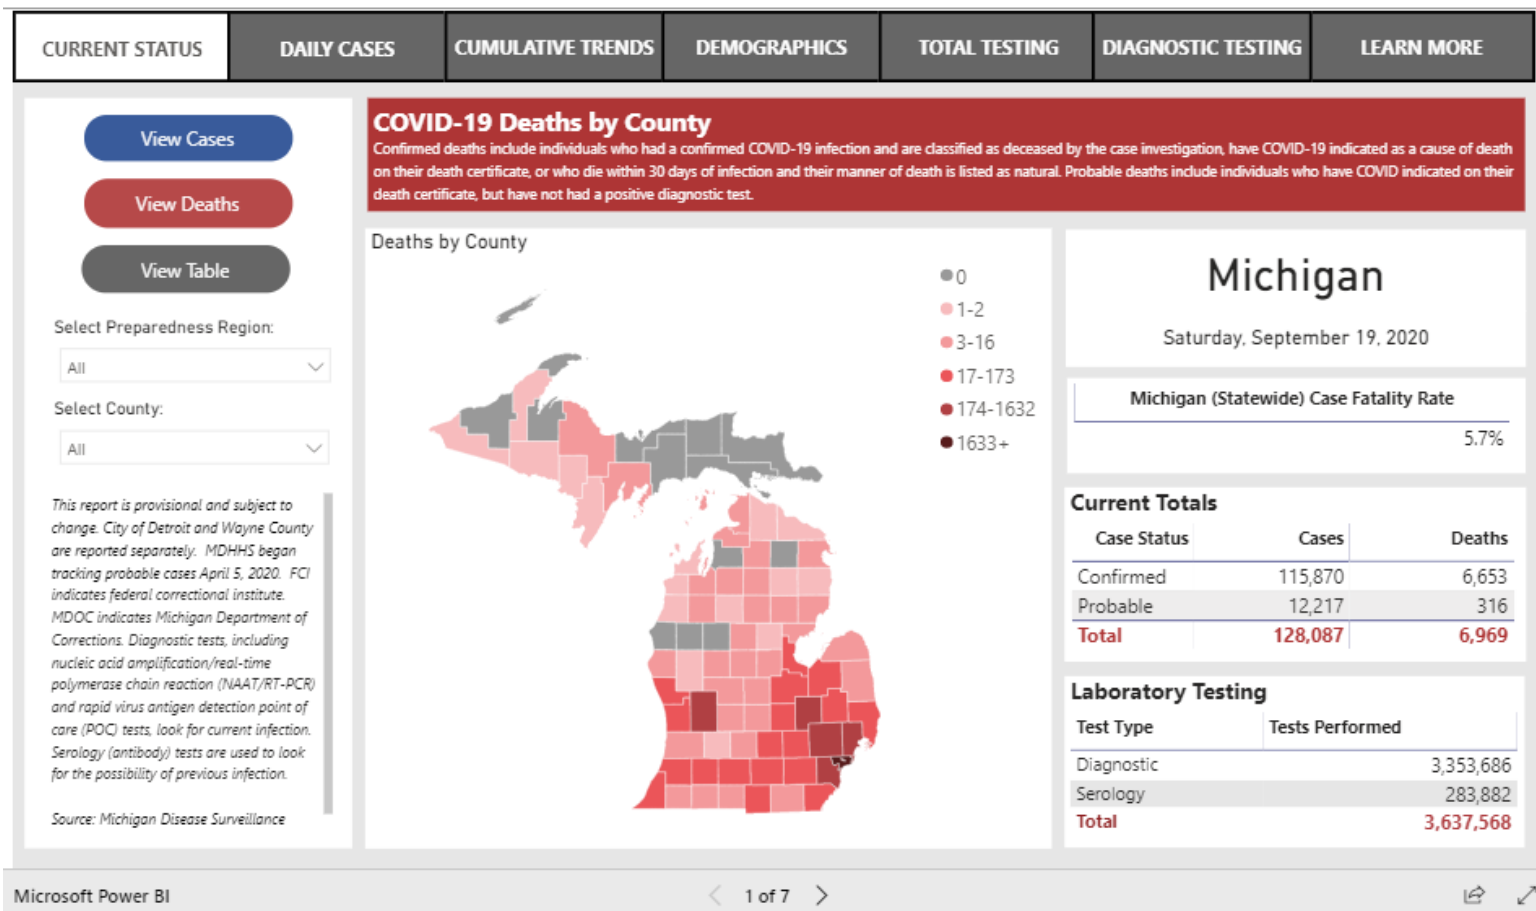 CURRENT STATUS
DAILY CASES
CUMULATIVE TRENDS
DEMOGRAPHICS
TOTAL TESTING
DIAGNOSTIC TESTING
LEARN MORE
View Cases
View Deaths
View Table
Select Preparedness Region:
All
Select County:
All
This report is provisional and subject to
change. City of Detroit and Wayne County
are reported separately. MDHHS began
tracking probable cases April 5, 2020. FCI
indicates federal correctional institute.
MDOC indicates Michigan Department of
Corrections. Diagnostic tests, including
nucleic acid amplification/real-time
polymerase chain reaction (NAAT/RT-PCR)
and rapid virus antigen detection point of
care (POC) tests, look for current infection.
Serology (antibody) tests are used to look
for the possibility of previous infection.
Source: Michigan Disease Surveillance
COVID-19 Deaths by County
Confirmed deaths include individuals who had a confirmed COVID-19 infection and are classified as deceased by the case investigation, have COVID-19 indicated as a cause of death
on their death certificate, or who die within 30 days of infection and their manner of death is listed as natural. Probable deaths include individuals who have COVID indicated on their
death certificate, but have not had a positive diagnostic test.
Deaths by County
0
1-2
3-16
17-173
174-1632
1633+
Michigan
Saturday, September 19, 2020
Michigan (Statewide) Case Fatality Rate
5.7%
Current Totals
Case Status Cases Deaths
Confirmed 115,870 6,653
Probable 12,217 316
Total 128,087 6,969
Laboratory Testing
Test Type Tests Performed
Diagnostic 3,353,686
Serology 283,882
Total 3,637,568
Microsoft Power BI
1 of 7